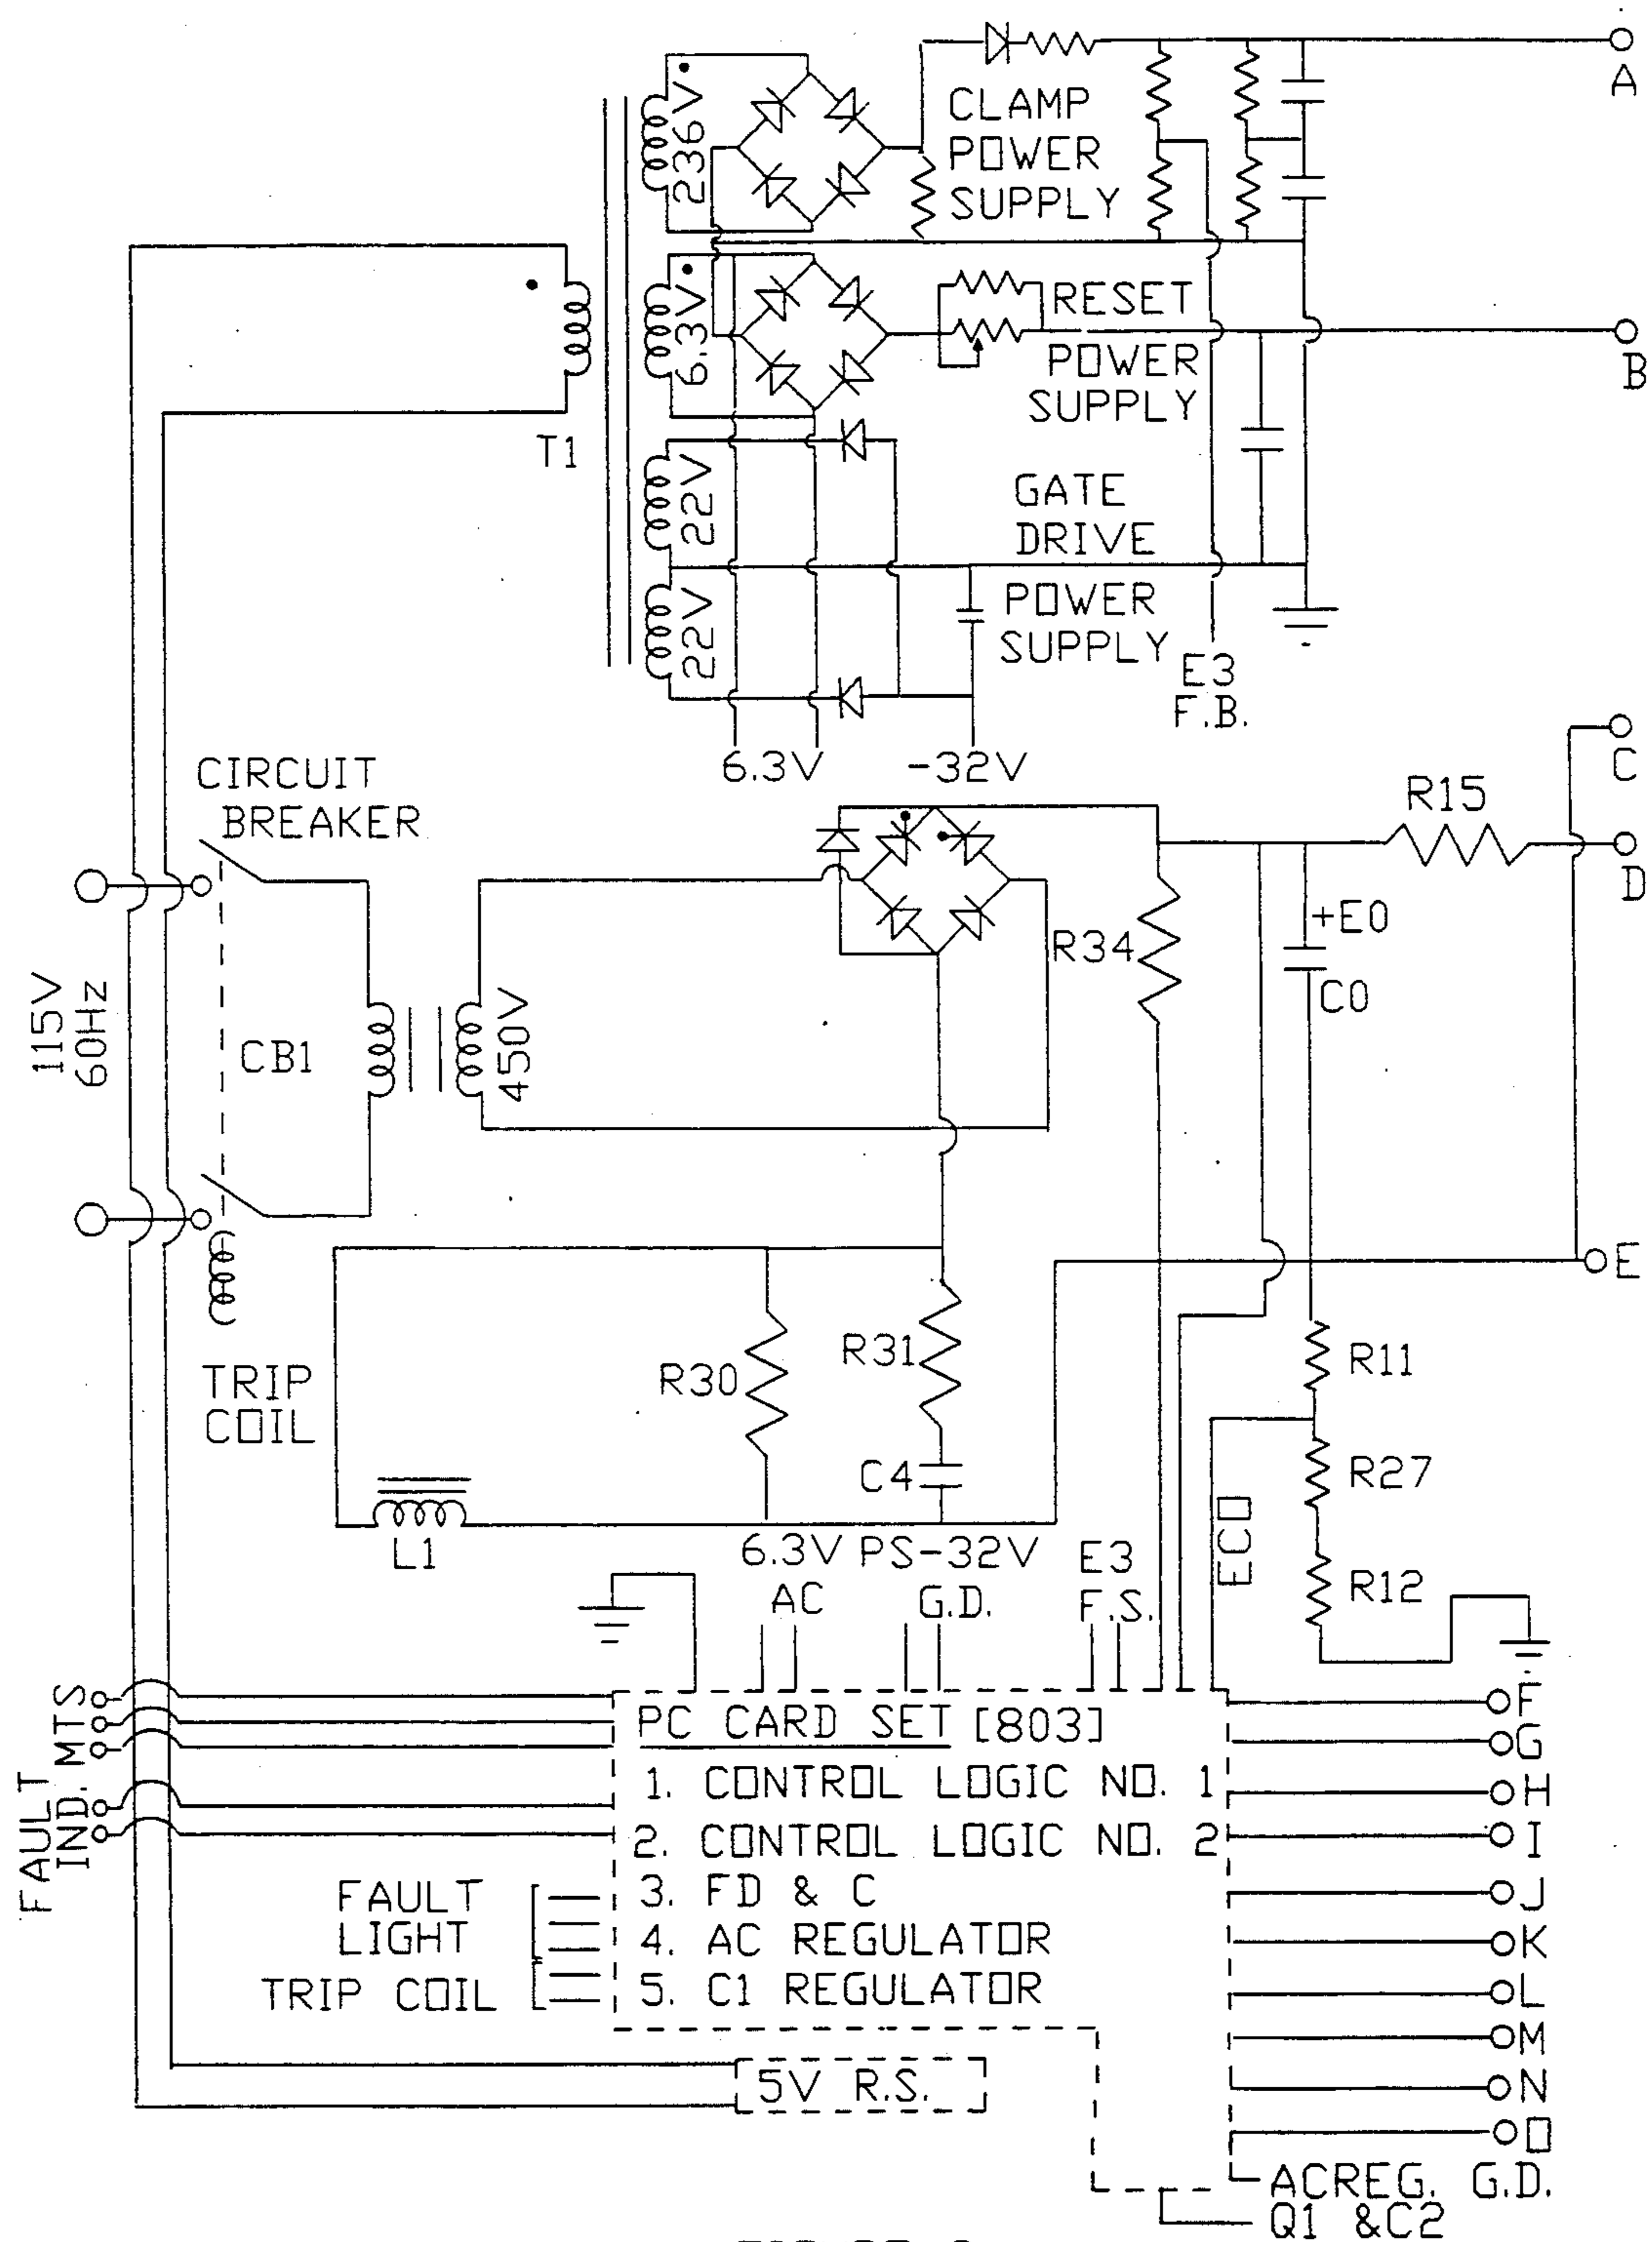 236V
CLAMP
POWER
SUPPLY
A
6.3V
RESET
POWER
SUPPLY
B
T1
22V
GATE
DRIVE
POWER
SUPPLY
22V
E3
F.B.
6.3V
-32V
C
CIRCUIT
BREAKER
R15
D
R34
+E0
C0
115V
60Hz
CB1
450V
E
TRIP
COIL
R30
R31
R11
C4
R27
L1
6.3V
AC
PS-32V
G.D.
E3
F.S.
ECO
R12
MTS
FAULT
IND.
PC CARD SET [803]
1. CONTROL LOGIC NO. 1
2. CONTROL LOGIC NO. 2
3. FD & C
4. AC REGULATOR
5. C1 REGULATOR
FAULT
LIGHT
TRIP COIL
5V R.S.
F
G
H
I
J
K
L
M
N
O
ACREG. G.D.
Q1 &C2